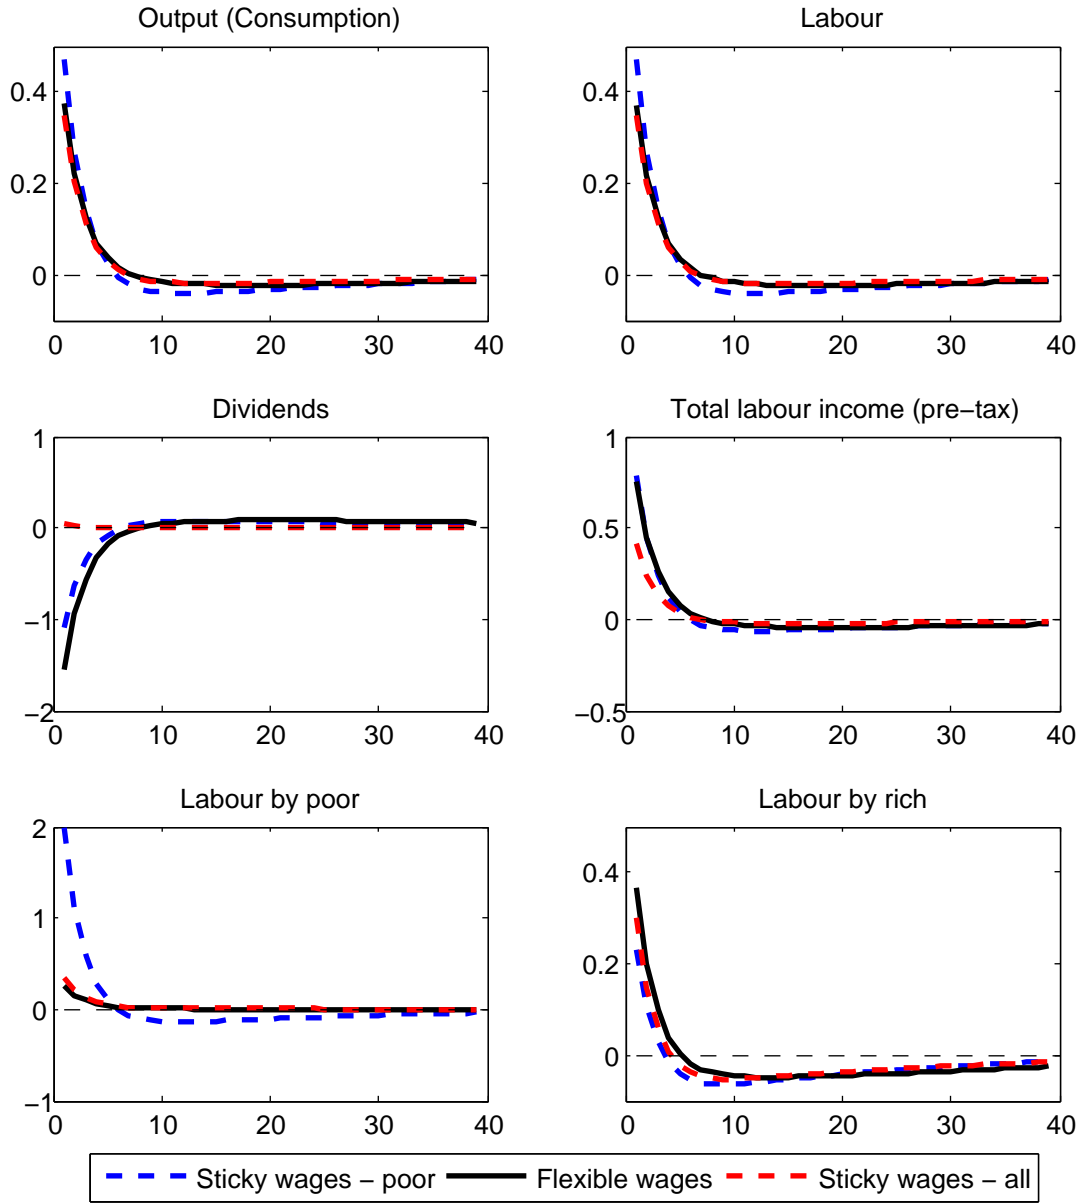 Output (Consumption)
0.4
0.2
0
0 10 20 30 40
Labour
0.4
0.2
0
0 10 20 30 40
Dividends
1
0
−1
−2
0 10 20 30 40
Total labour income (pre−tax)
1
0.5
0
−0.5
0 10 20 30 40
Labour by poor
2
1
0
−1
0 10 20 30 40
Labour by rich
0.4
0.2
0
0 10 20 30 40
Sticky wages − poor Flexible wages Sticky wages − all